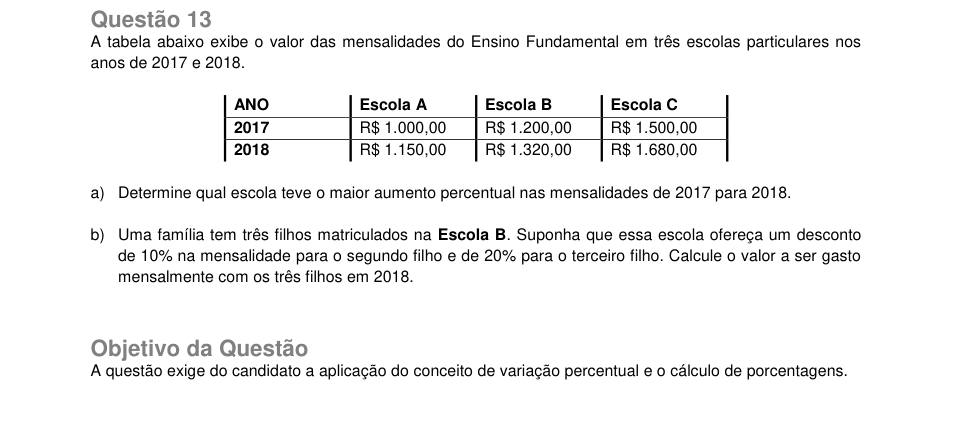 Questão 13
A tabela abaixo exibe o valor das mensalidades do Ensino Fundamental em três escolas particulares nos
anos de 2017 e 2018.
ANO Escola A Escola B Escola C
2017 R$ 1.000,00 R$ 1.200,00 R$ 1.500,00
2018 R$ 1.150,00 R$ 1.320,00 R$ 1.680,00
a) Determine qual escola teve o maior aumento percentual nas mensalidades de 2017 para 2018.
b) Uma família tem três filhos matriculados na Escola B. Suponha que essa escola ofereça um desconto
de 10% na mensalidade para o segundo filho e de 20% para o terceiro filho. Calcule o valor a ser gasto
mensalmente com os três filhos em 2018.
Objetivo da Questão
A questão exige do candidato a aplicação do conceito de variação percentual e o cálculo de porcentagens.